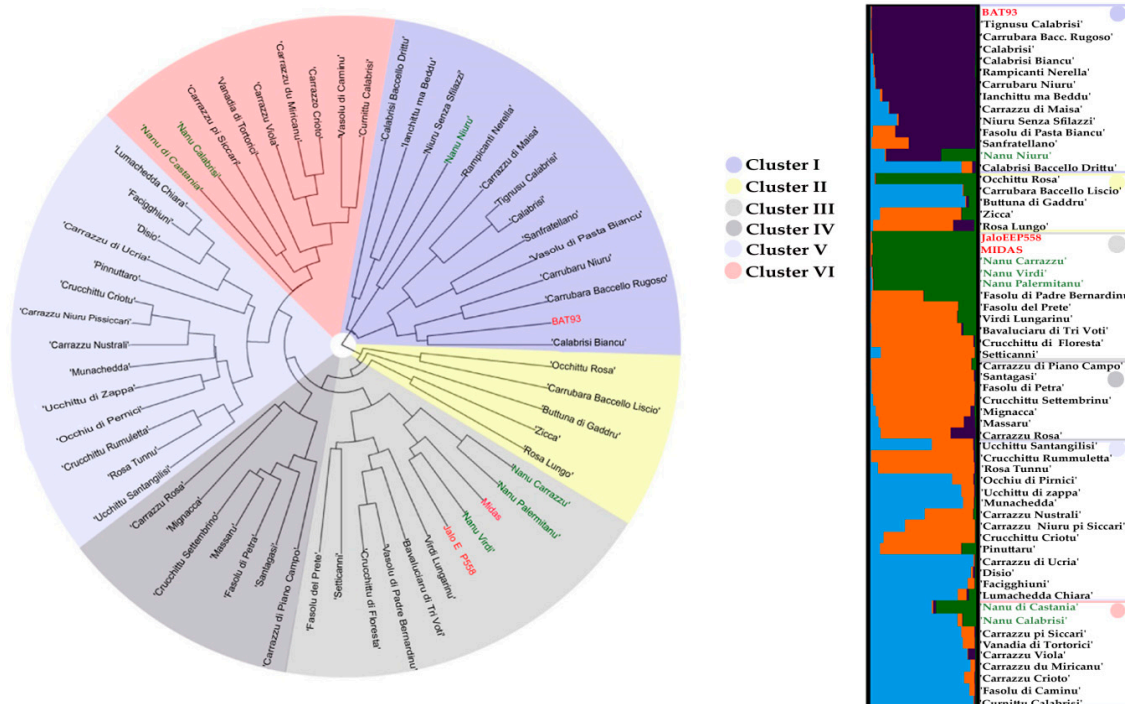 'Calabrisi Baccello Drittu'
'Ianchittu ma Beddu'
'Niuru Senza Sfilazzi'
'Nanu Niuru'
'Rampicanti Nerella'
'Carrazzu di Maisa'
'Tignusu Calabrisi'
'Calabrisi'
'Sanfratellano'
'Vasolu di Pasta Biancu'
'Carrubaru Niuru'
'Carrubara Baccello Rugoso'
BAT93
'Calabrisi Biancu'
'Occhittu Rosa'
'Carrubara Baccello Liscio'
'Buttuna di Gaddru'
'Zicca'
'Rosa Lungo'
'Nanu Carrazzu'
'Nanu Palermitanu'
Midas
'Nanu Virdi'
Jalo E P558
'Virdi Lungarinu'
'Bavaluciaru di Tri Voti'
'Vasolu di Padre Bernardinu'
'Crucchittu di Floresta'
'Setticanni'
'Fasolu del Prete'
'Carrazzu di Piano Campo'
'Santagasi'
'Fasolu di Petra'
'Massaru'
'Crucchittu Settembrino'
'Mignacca'
'Carrazzu Rosa'
'Ucchittu Santangilisi'
'Rosa Tunnu'
'Crucchittu Rumuletta'
'Occhiu di Pernici'
'Ucchittu di Zappa'
'Munachedda'
'Carrazzu Nustrali'
'Carrazzu Niuru Pissiccari'
'Crucchittu Criotu'
'Pinnuttaro'
'Carrazzu di Ucria'
'Disio'
'Facigghiuni'
'Lumachedda Chiara'
'Nanu di Castania'
'Nanu Calabrisi'
'Carrazzu pi Siccari'
'Vanadia di Tortorici'
'Carrazzu Viola'
'Carrazzu du Miricanu'
'Carrazzo Crioto'
'Vasolu di Caminu'
'Curnittu Calabrisi'
Cluster I
Cluster II
Cluster III
Cluster IV
Cluster V
Cluster VI
BAT93
'Tignusu Calabrisi
'Carrubara Bacc. Rugoso'
'Calabrisi'
'Calabrisi Biancu'
'Rampicanti Nerella'
'Carrubaru Niuru'
'Ianchittu ma Beddu'
'Carrazzu di Maisa'
'Niuru Senza Sfilazzi'
'Fasolu di Pasta Biancu'
'Sanfratellano'
'Nanu Niuru'
'Calabrisi Baccello Drittu'
'Occhittu Rosa'
'Carrubara Baccello Liscio'
'Buttuna di Gaddru'
'Zicca'
'Rosa Lungo'
JaloEEP558
MIDAS
'Nanu Carrazzu'
'Nanu Virdi'
'Nanu Palermitanu'
'Fasolu di Padre Bernardinu
'Fasolu del Prete'
'Virdi Lungarinu'
'Bavaluciaru di Tri Voti'
'Crucchittu di Floresta'
'Setticanni'
'Carrazzu di Piano Campo'
'Santagasi'
'Fasolu di Petra'
'Crucchittu Settembrinu'
'Mignacca'
'Massaru'
'Carrazzu Rosa'
'Ucchittu Santangilisi'
'Crucchittu Rummuletta'
'Rosa Tunnu'
'Occhiu di Pirnici'
'Ucchittu di zappa'
'Munachedda'
'Carrazzu Nustrali'
'Carrazzu Niuru pi Siccari'
'Crucchittu Criotu'
'Pinuttaru'
'Carrazzu di Ucria'
'Disio'
'Facigghiuni'
'Lumachedda Chiara'
'Nanu di Castania'
'Nanu Calabrisi'
'Carrazzu pi Siccari'
'Vanadia di Tortorici'
'Carrazzu Viola'
'Carrazzu du Miricanu'
'Carrazzu Crioto'
'Fasolu di Caminu'
'Curnittu Calabrisi'